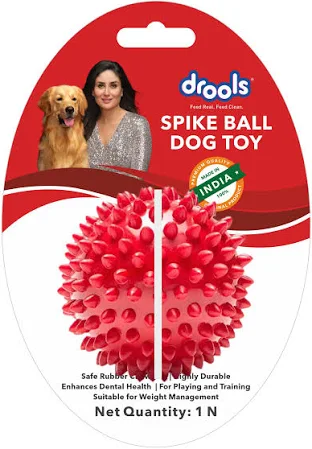 drools®
Feed Real. Feed Clean.
SPIKE BALL
DOG TOY
PREMIUM QUALITY
MADE IN
INDIA
100%
PRODUCT
Safe Rubber | Highly Durable
Enhances Dental Health | For Playing and Training
Suitable for Weight Management
Net Quantity: 1 N